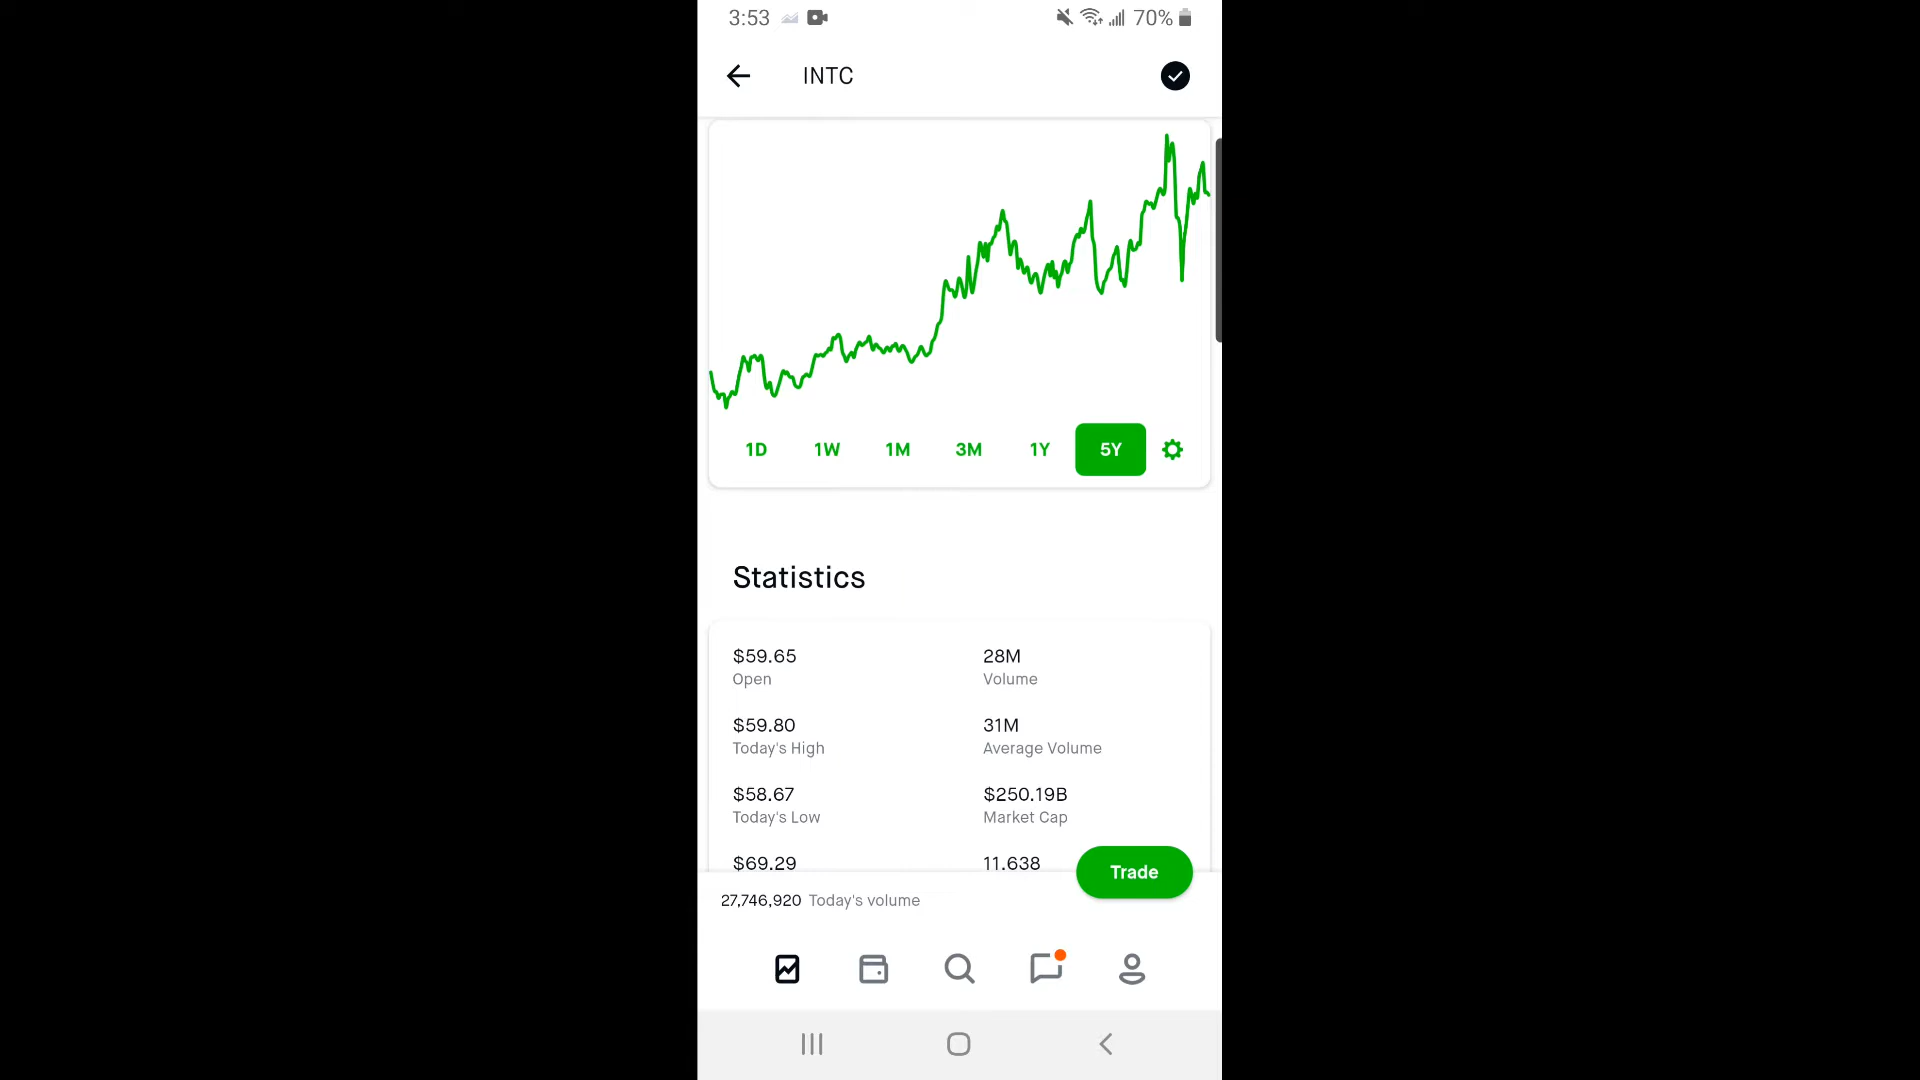 3:53 70%
INTC
1D 1W 1M 3M 1Y 5Y
Statistics
$59.65 28M
Open Volume
$59.80 31M
Today's High Average Volume
$58.67 $250.19B
Today's Low Market Cap
$69.29 11.638
Trade
27,746,920 Today's volume